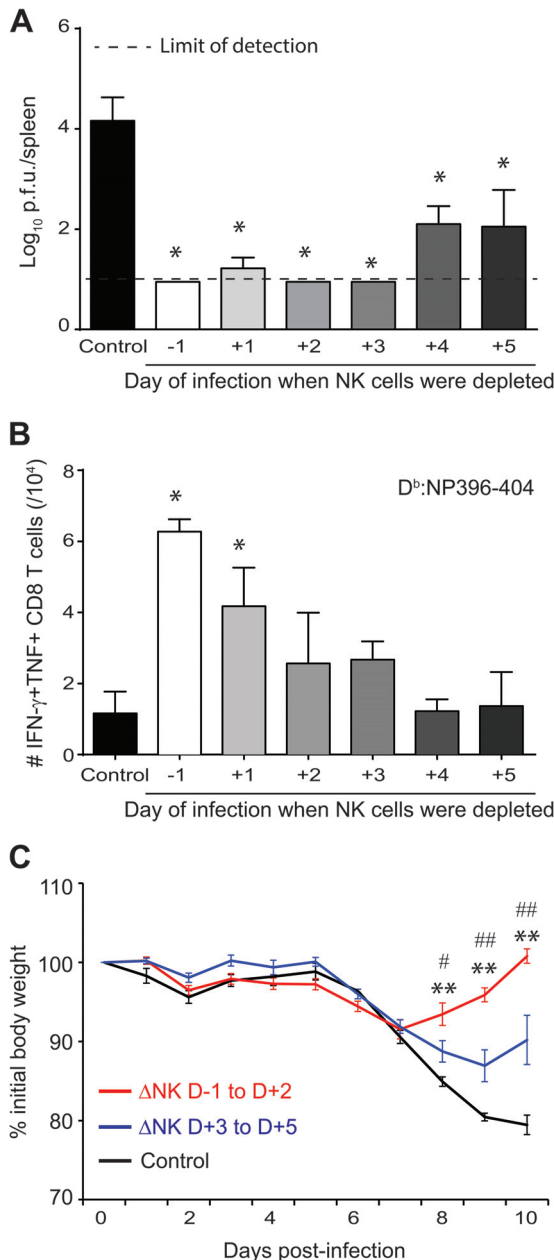 A
6
4
2
0
Log10 p.f.u./spleen
Limit of detection
* * * * * *
Control -1 +1 +2 +3 +4 +5
Day of infection when NK cells were depleted
B
8
6
4
2
0
# IFN-γ+TNF+ CD8 T cells (/10⁴)
Dᵇ:NP396-404
* *
Control -1 +1 +2 +3 +4 +5
Day of infection when NK cells were depleted
C
110
100
90
80
70
% initial body weight
# ## ##
** ** **
ΔNK D-1 to D+2
ΔNK D+3 to D+5
Control
0 2 4 6 8 10
Days post-infection